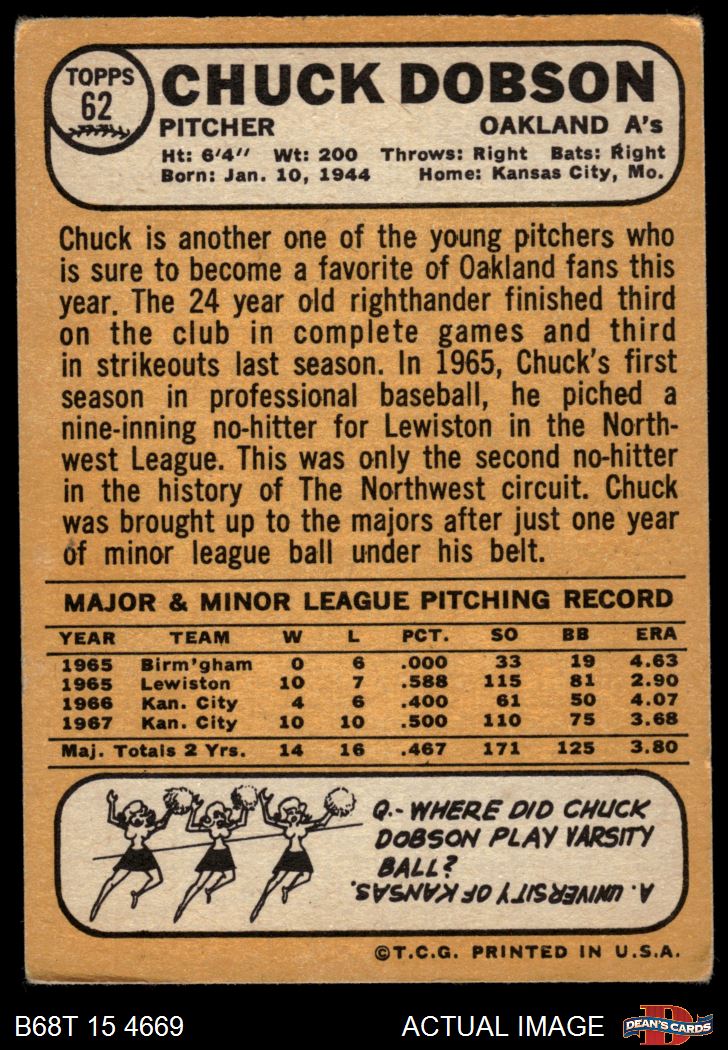 TOPPS
62
CHUCK DOBSON
PITCHER OAKLAND A's
Ht: 6'4" Wt: 200 Throws: Right Bats: Right
Born: Jan. 10, 1944 Home: Kansas City, Mo.
Chuck is another one of the young pitchers who
is sure to become a favorite of Oakland fans this
year. The 24 year old righthander finished third
on the club in complete games and third
in strikeouts last season. In 1965, Chuck's first
season in professional baseball, he piched a
nine-inning no-hitter for Lewiston in the North-
west League. This was only the second no-hitter
in the history of The Northwest circuit. Chuck
was brought up to the majors after just one year
of minor league ball under his belt.
MAJOR & MINOR LEAGUE PITCHING RECORD
YEAR TEAM W L PCT. SO BB ERA
1965 Birm'gham 0 6 .000 33 19 4.63
1965 Lewiston 10 7 .588 115 81 2.90
1966 Kan. City 4 6 .400 61 50 4.07
1967 Kan. City 10 10 .500 110 75 3.68
Maj. Totals 2 Yrs. 14 16 .467 171 125 3.80
Q.- WHERE DID CHUCK
DOBSON PLAY VARSITY
BALL?
A. UNIVERSITY OF KANSAS.
©T.C.G. PRINTED IN U.S.A.
B68T 15 4669 ACTUAL IMAGE
D
DEAN'S CARDS